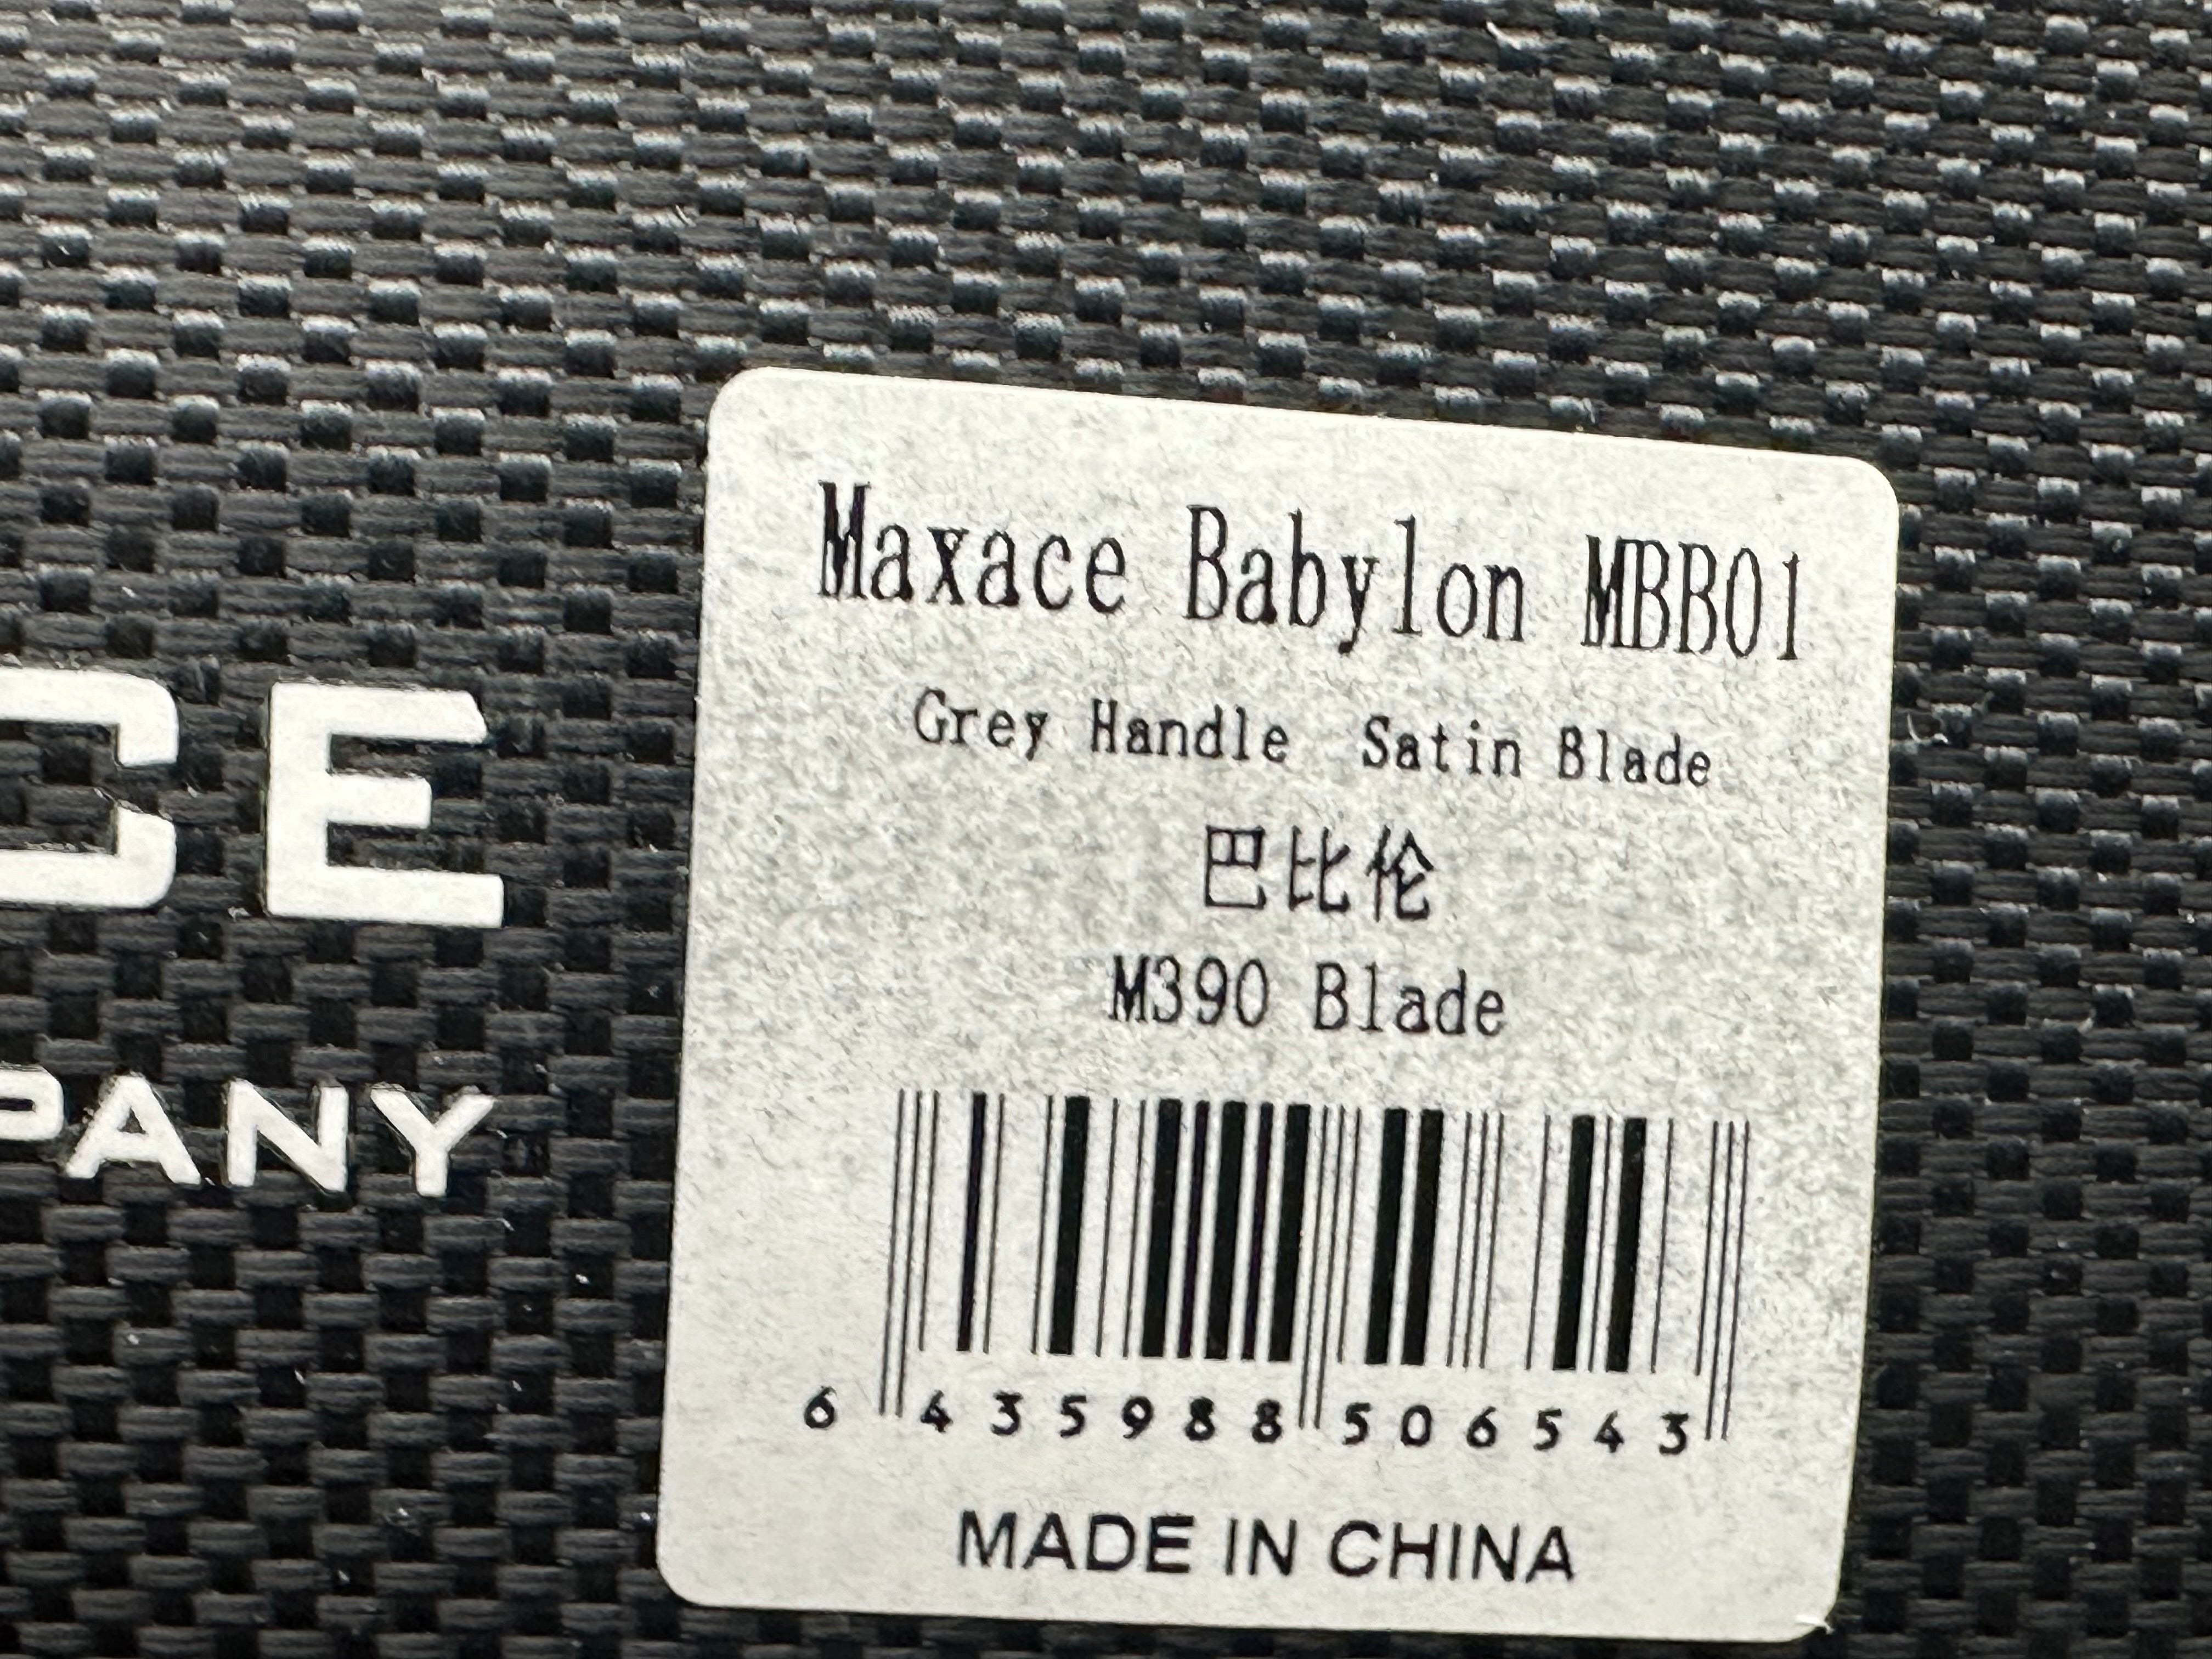 CE
PANY
Maxace Babylon MBB01
Grey Handle Satin Blade
巴比伦
M390 Blade
6 435988 506543
MADE IN CHINA